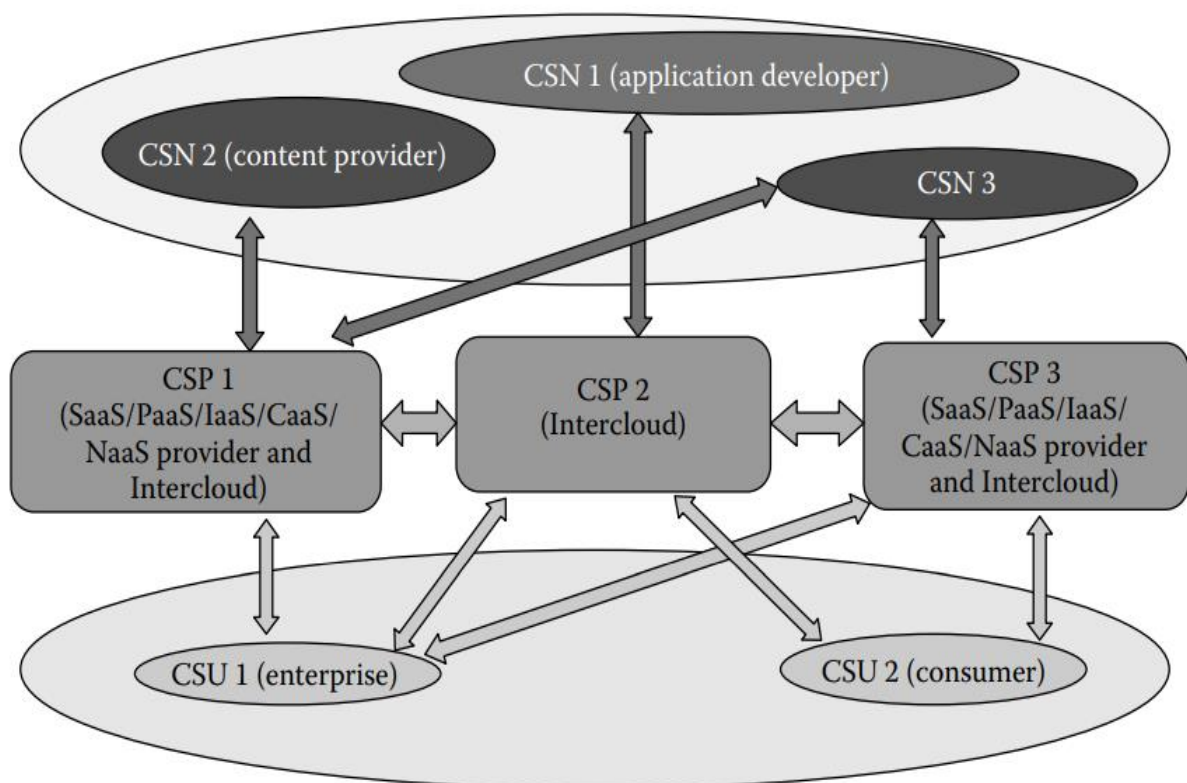 CSN 1 (application developer)
CSN 2 (content provider)
CSN 3
CSP 1
(SaaS/PaaS/IaaS/CaaS/
NaaS provider and
Intercloud)
CSP 2
(Intercloud)
CSP 3
(SaaS/PaaS/IaaS/
CaaS/NaaS provider
and Intercloud)
CSU 1 (enterprise)
CSU 2 (consumer)